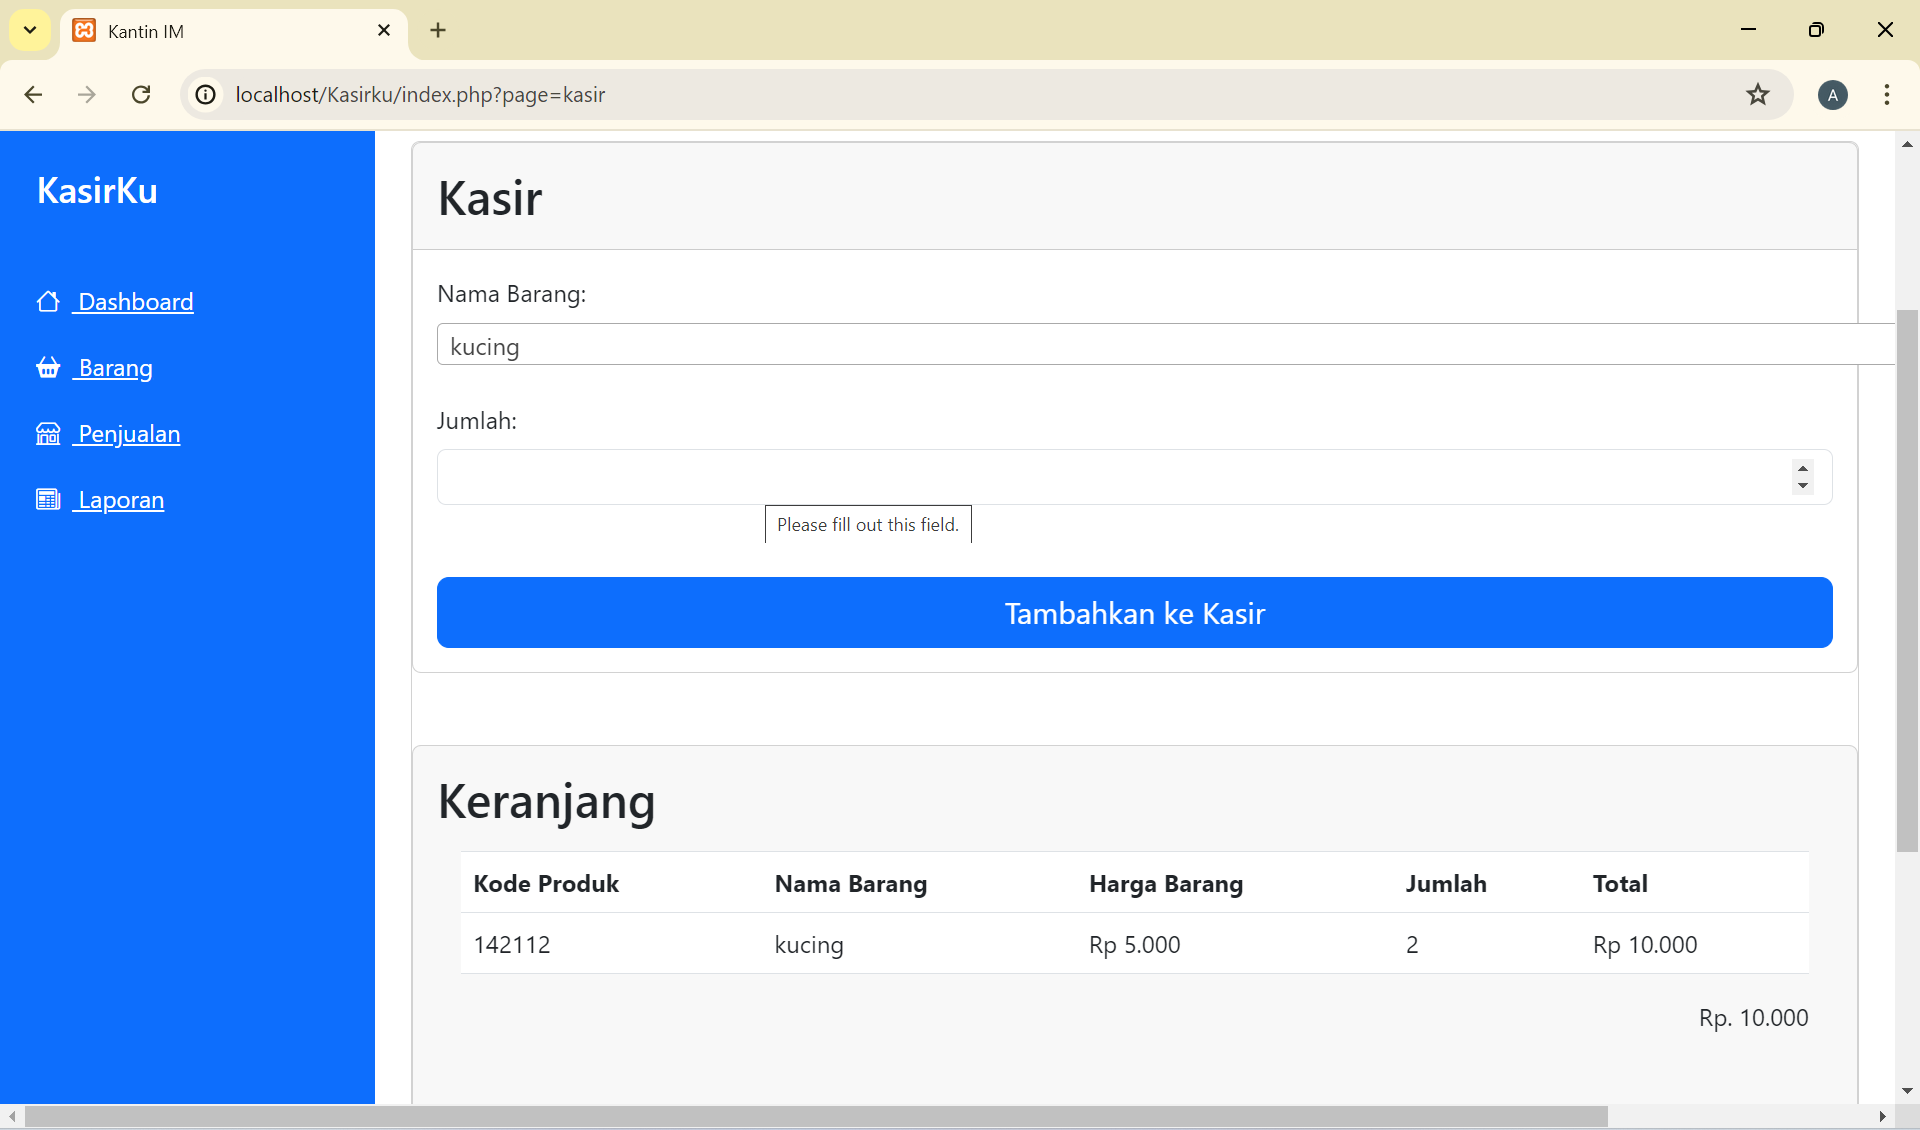 Kantin IM
localhost/Kasirku/index.php?page=kasir
A
KasirKu
Dashboard
Barang
Penjualan
Laporan
Kasir
Nama Barang:
kucing
Jumlah:
Please fill out this field.
Tambahkan ke Kasir
Keranjang
Kode Produk Nama Barang Harga Barang Jumlah Total
142112 kucing Rp 5.000 2 Rp 10.000
Rp. 10.000